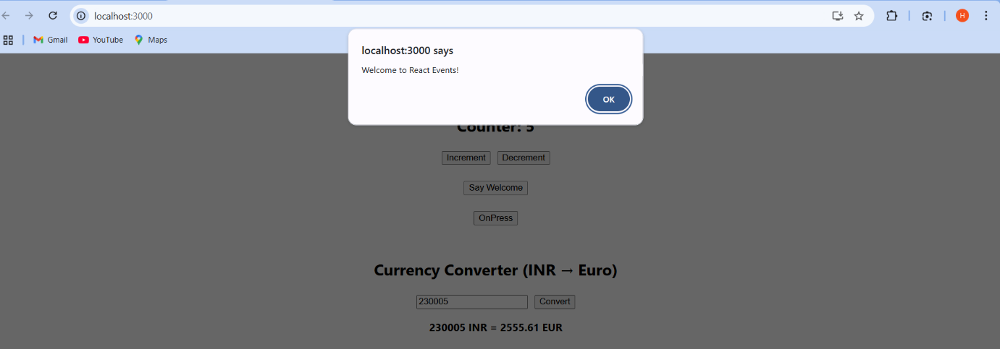 localhost:3000
H
Gmail YouTube Maps
localhost:3000 says
Welcome to React Events!
OK
Counter: 5
Increment Decrement
Say Welcome
OnPress
Currency Converter (INR → Euro)
230005 Convert
230005 INR = 2555.61 EUR